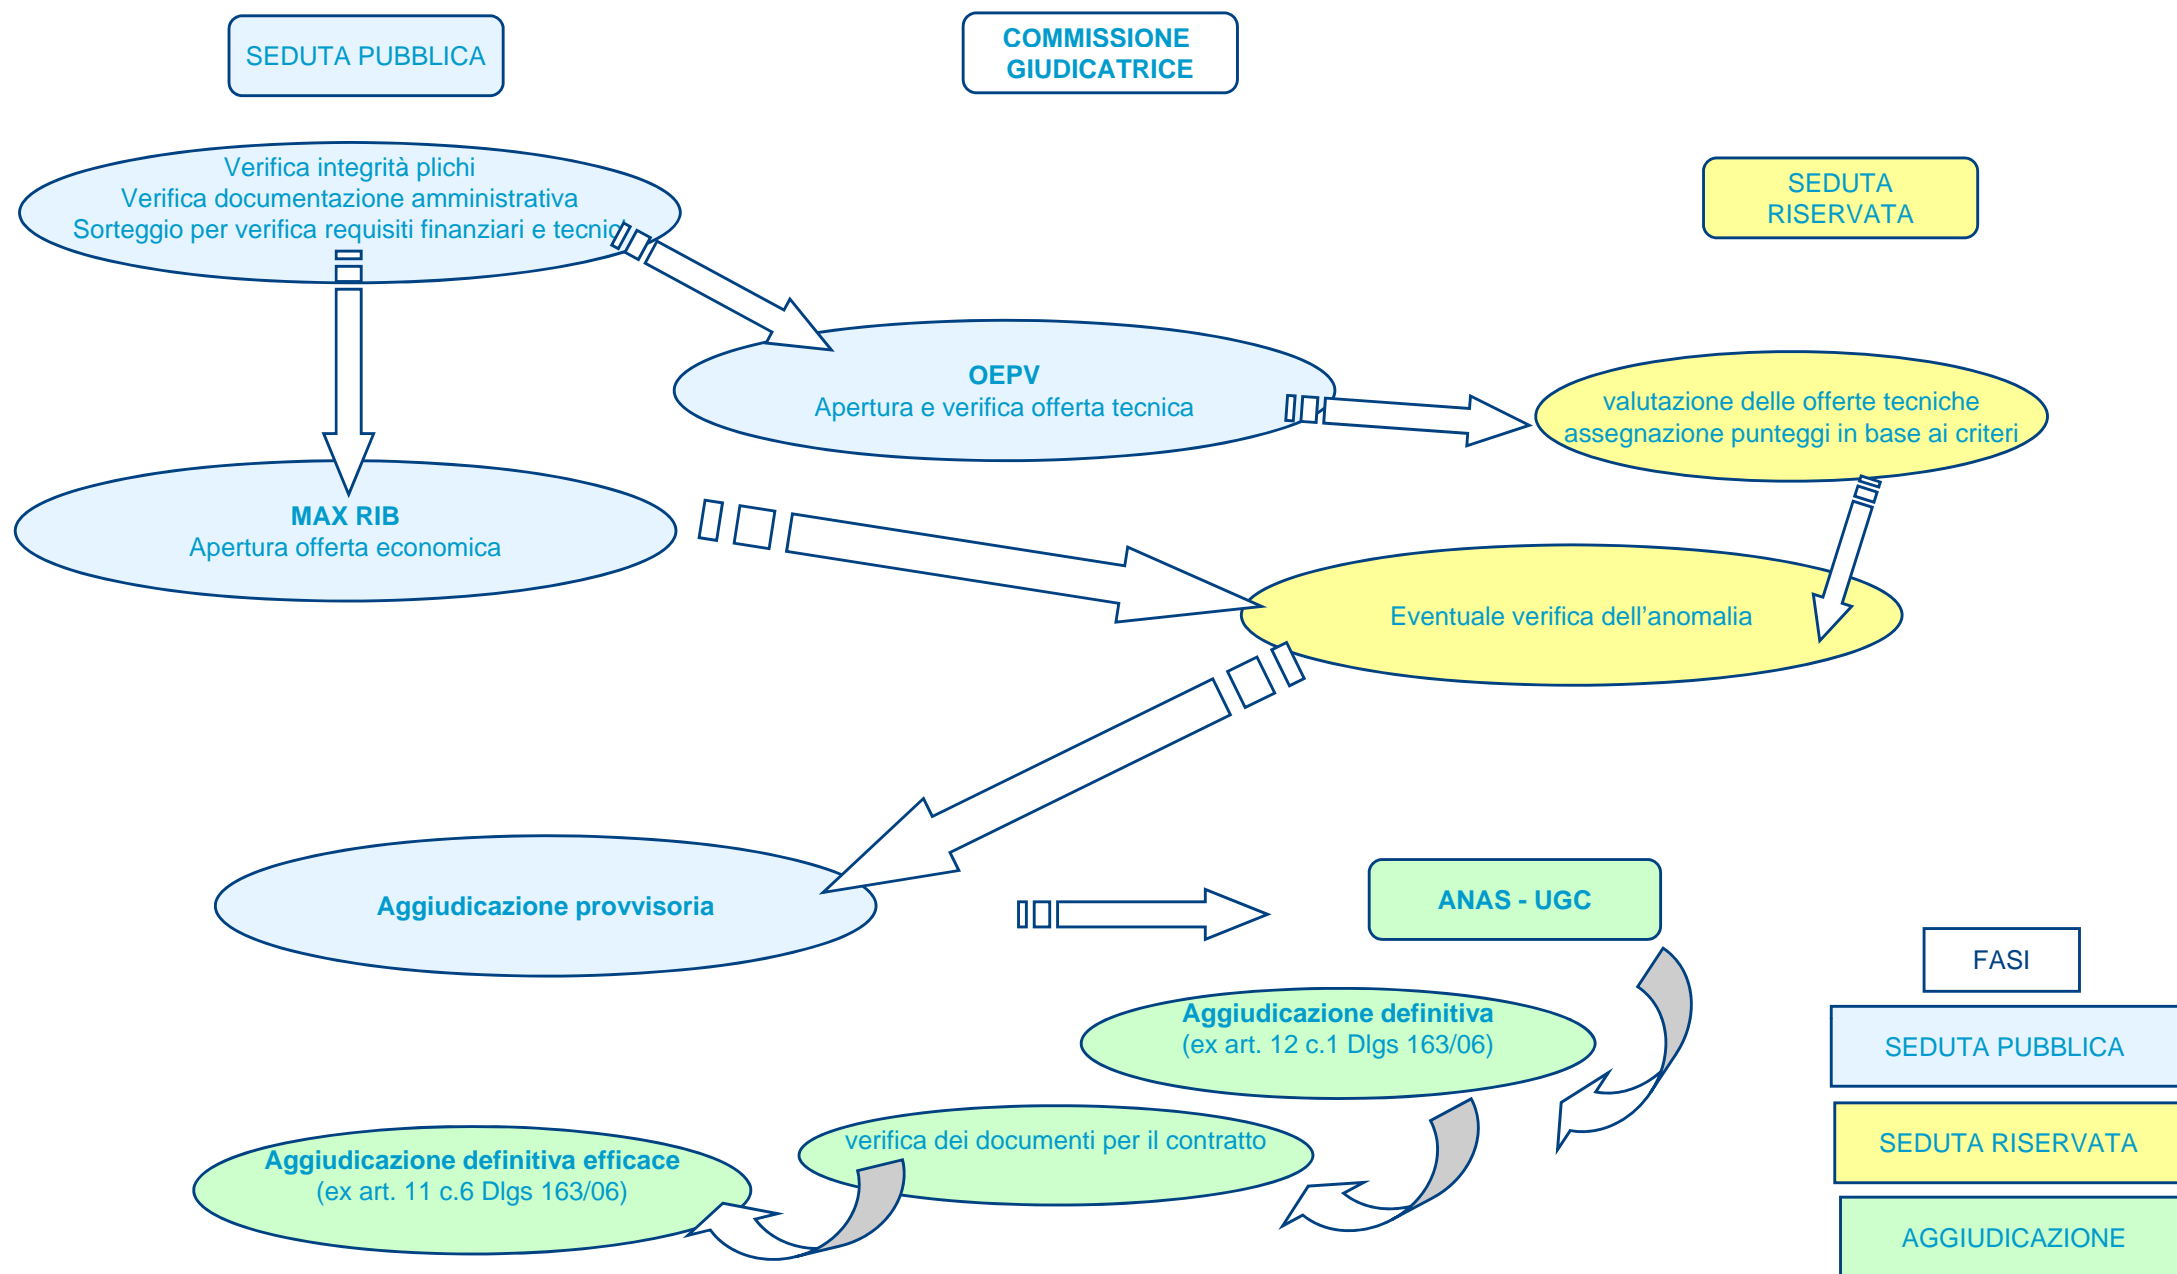 SEDUTA PUBBLICA
COMMISSIONE
GIUDICATRICE
Verifica integrità plichi
Verifica documentazione amministrativa
Sorteggio per verifica requisiti finanziari e tecnici
SEDUTA
RISERVATA
OEPV
Apertura e verifica offerta tecnica
valutazione delle offerte tecniche
assegnazione punteggi in base ai criteri
MAX RIB
Apertura offerta economica
Eventuale verifica dell'anomalia
Aggiudicazione provvisoria
ANAS - UGC
Aggiudicazione definitiva
(ex art. 12 c.1 Dlgs 163/06)
verifica dei documenti per il contratto
Aggiudicazione definitiva efficace
(ex art. 11 c.6 Dlgs 163/06)
FASI
SEDUTA PUBBLICA
SEDUTA RISERVATA
AGGIUDICAZIONE